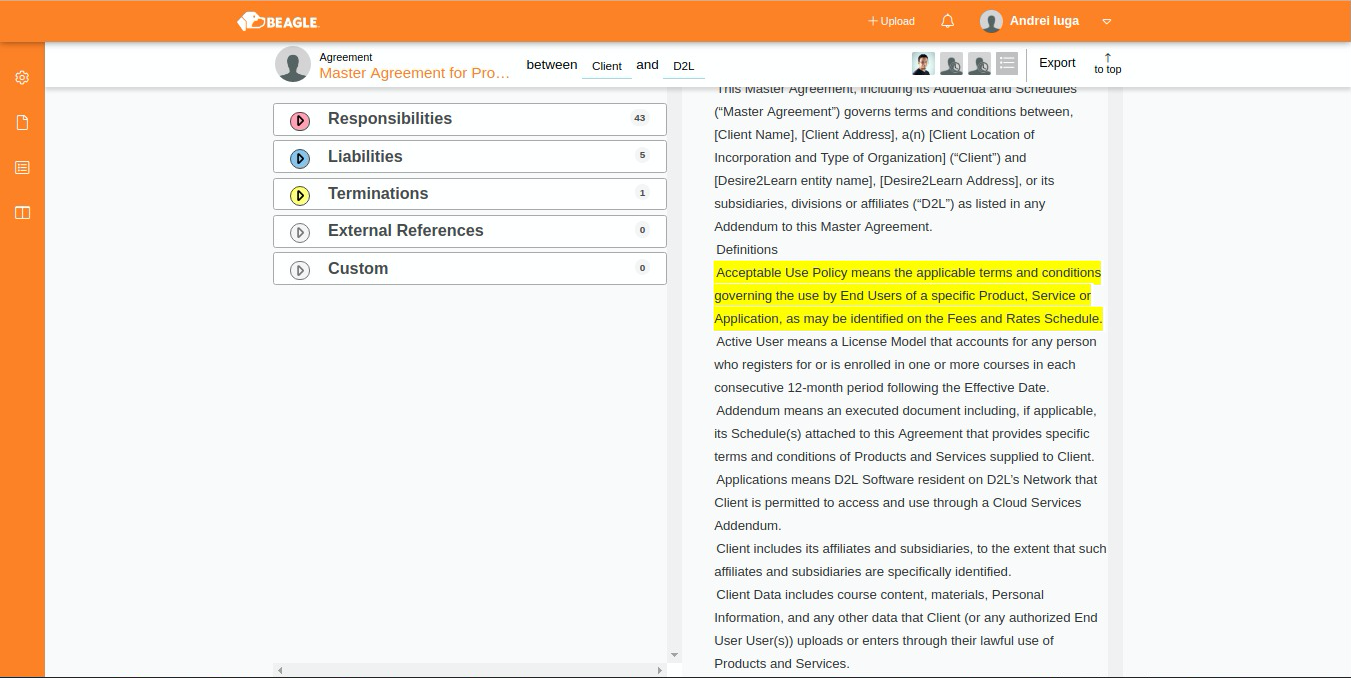 BEAGLE
+ Upload
Andrei Iuga
Agreement
Master Agreement for Pro...
between Client and D2L
Export
to top
Responsibilities 43
Liabilities 5
Terminations 1
External References 0
Custom 0
This Master Agreement, including its Addenda and Schedules
(“Master Agreement”) governs terms and conditions between,
[Client Name], [Client Address], a(n) [Client Location of
Incorporation and Type of Organization] (“Client”) and
[Desire2Learn entity name], [Desire2Learn Address], or its
subsidiaries, divisions or affiliates (“D2L”) as listed in any
Addendum to this Master Agreement.
Definitions
Acceptable Use Policy means the applicable terms and conditions
governing the use by End Users of a specific Product, Service or
Application, as may be identified on the Fees and Rates Schedule.
Active User means a License Model that accounts for any person
who registers for or is enrolled in one or more courses in each
consecutive 12-month period following the Effective Date.
Addendum means an executed document including, if applicable,
its Schedule(s) attached to this Agreement that provides specific
terms and conditions of Products and Services supplied to Client.
Applications means D2L Software resident on D2L’s Network that
Client is permitted to access and use through a Cloud Services
Addendum.
Client includes its affiliates and subsidiaries, to the extent that such
affiliates and subsidiaries are specifically identified.
Client Data includes course content, materials, Personal
Information, and any other data that Client (or any authorized End
User User(s)) uploads or enters through their lawful use of
Products and Services.